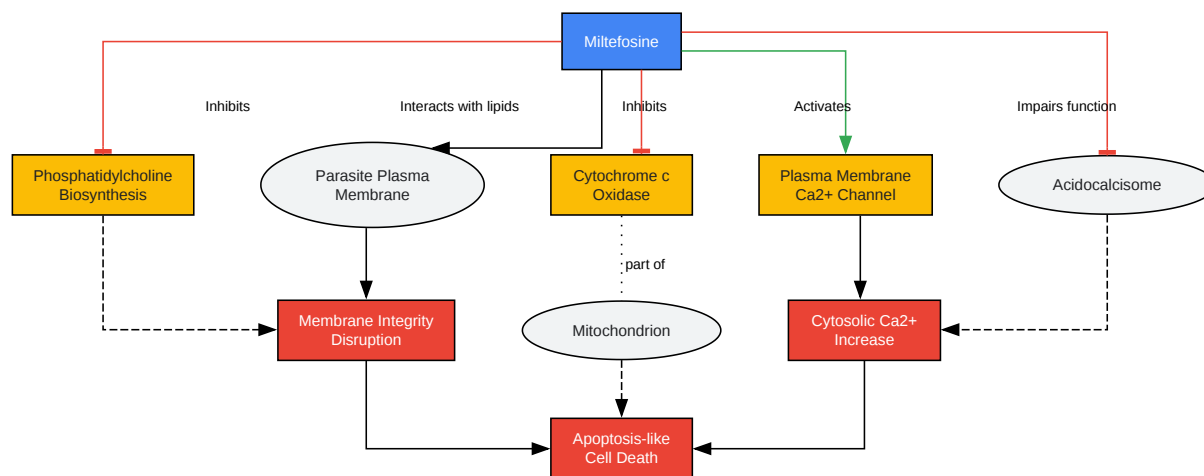 Miltefosine
Inhibits
Interacts with lipids
Inhibits
Activates
Impairs function
Phosphatidylcholine
Biosynthesis
Parasite Plasma
Membrane
Cytochrome c
Oxidase
Plasma Membrane
Ca2+ Channel
Acidocalcisome
part of
Membrane Integrity
Disruption
Mitochondrion
Cytosolic Ca2+
Increase
Apoptosis-like
Cell Death